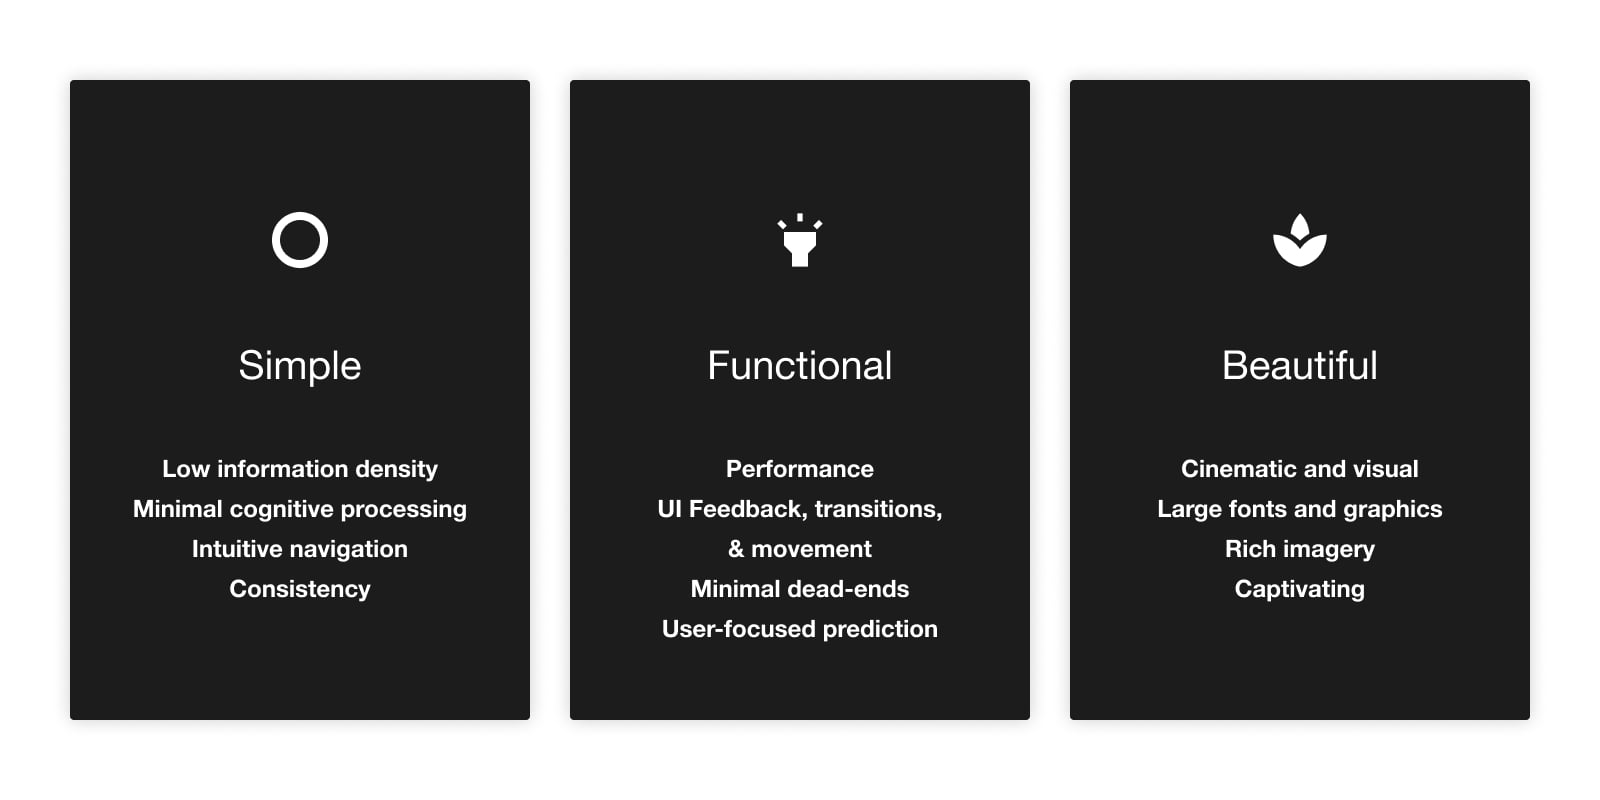 Simple
Low information density
Minimal cognitive processing
Intuitive navigation
Consistency
Functional
Performance
UI Feedback, transitions,
& movement
Minimal dead-ends
User-focused prediction
Beautiful
Cinematic and visual
Large fonts and graphics
Rich imagery
Captivating